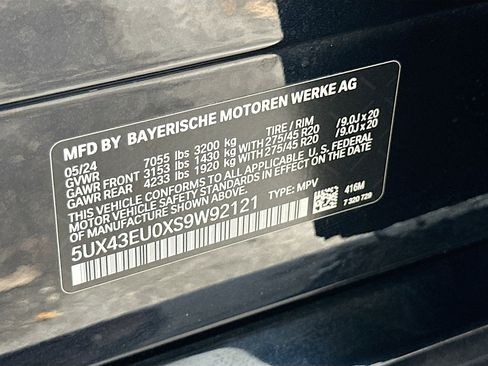 MFD BY BAYERISCHE MOTOREN WERKE AG
05/24 TIRE / RIM
GVWR 7055 lbs 3200 kg
GAWR FRONT 3153 lbs 1430 kg WITH 275/45 R20 /9.0J x 20
GAWR REAR 4233 lbs 1920 kg WITH 275/45 R20 /9.0J x 20
THIS VEHICLE CONFORMS TO ALL APPLICABLE U.S. FEDERAL
MOTOR VEHICLE SAFETY STANDARDS IN EFFECT ON THE DATE OF
MANUFACTURE SHOWN ABOVE.
5UX43EU0XS9W92121 TYPE: MPV
416M
7 320 729